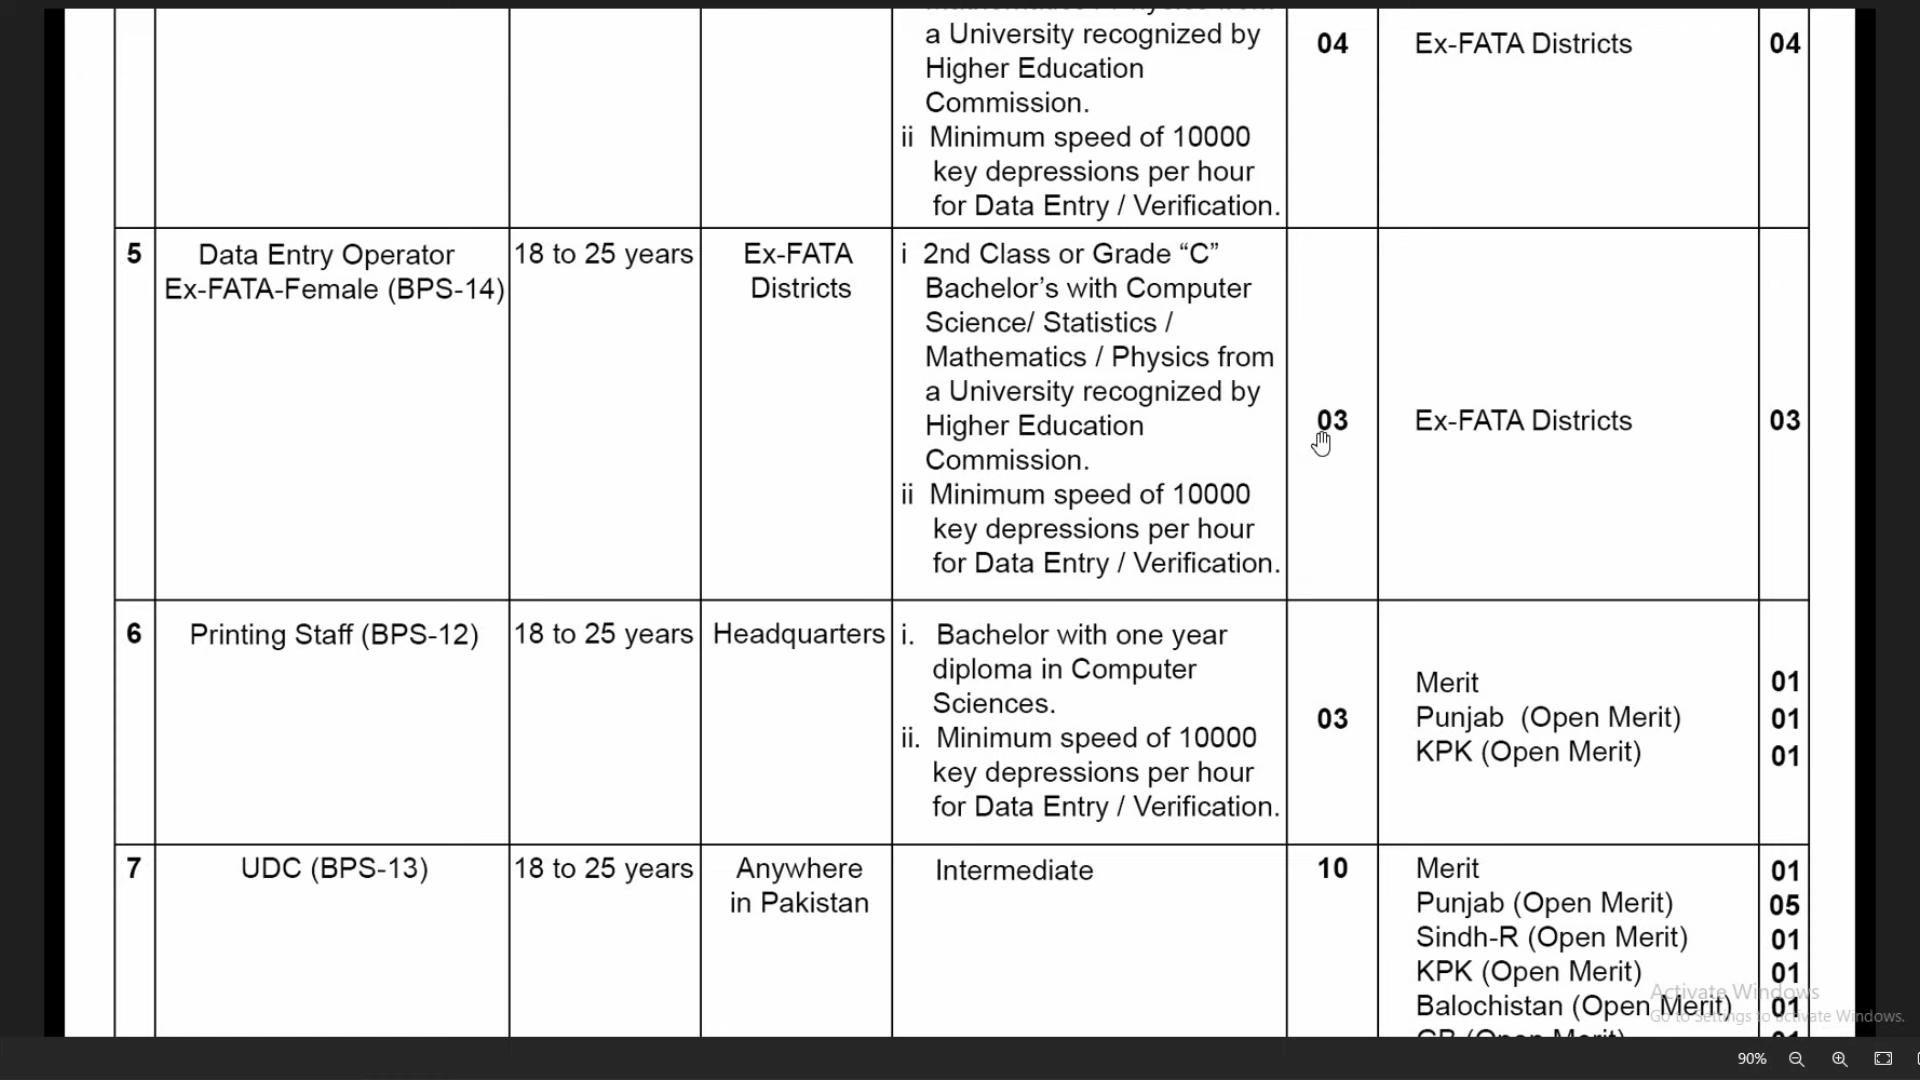 a University recognized by
Higher Education
Commission.
ii Minimum speed of 10000
key depressions per hour
for Data Entry / Verification.
04
Ex-FATA Districts
04
5
Data Entry Operator
Ex-FATA-Female (BPS-14)
18 to 25 years
Ex-FATA
Districts
i 2nd Class or Grade “C”
Bachelor’s with Computer
Science/ Statistics /
Mathematics / Physics from
a University recognized by
Higher Education
Commission.
ii Minimum speed of 10000
key depressions per hour
for Data Entry / Verification.
03
Ex-FATA Districts
03
6
Printing Staff (BPS-12)
18 to 25 years
Headquarters
i. Bachelor with one year
diploma in Computer
Sciences.
ii. Minimum speed of 10000
key depressions per hour
for Data Entry / Verification.
03
Merit 01
Punjab (Open Merit) 01
KPK (Open Merit) 01
7
UDC (BPS-13)
18 to 25 years
Anywhere
in Pakistan
Intermediate
10
Merit 01
Punjab (Open Merit) 05
Sindh-R (Open Merit) 01
KPK (Open Merit) 01
Balochistan (Open Merit) 01
Activate Windows
Go to Settings to activate Windows.
90%